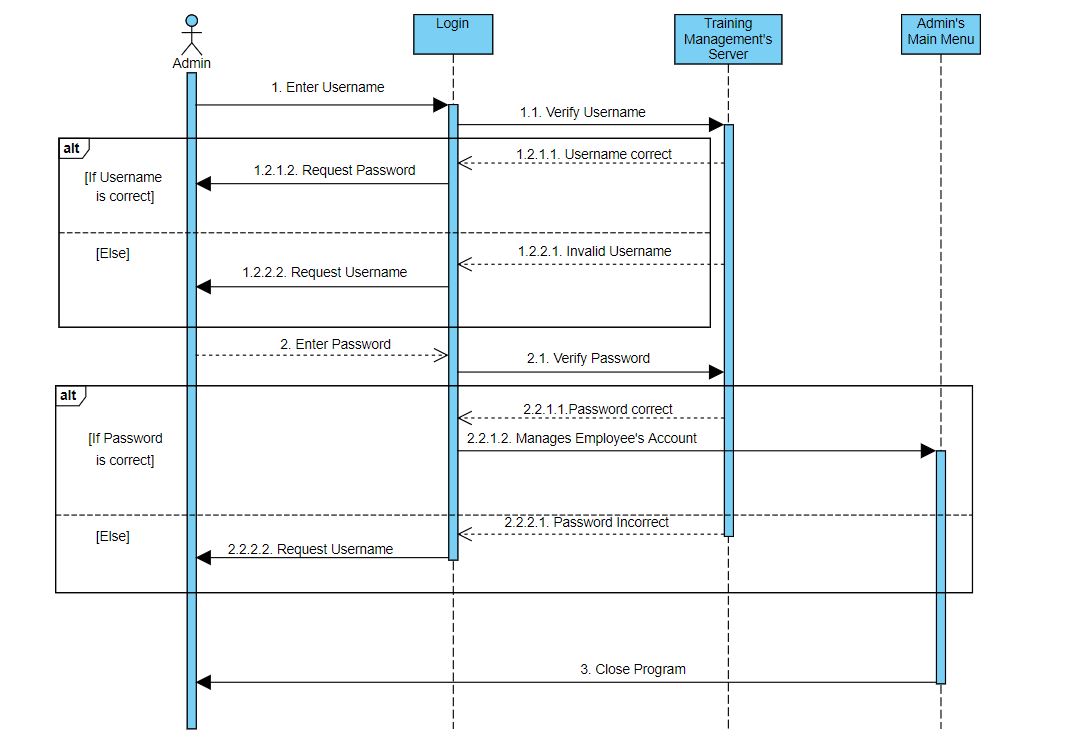 Login
Training
Management's
Server
Admin's
Main Menu
Admin
1. Enter Username
1.1. Verify Username
alt
1.2.1.1. Username correct
[If Username
is correct]
1.2.1.2. Request Password
[Else]
1.2.2.1. Invalid Username
1.2.2.2. Request Username
2. Enter Password
2.1. Verify Password
alt
2.2.1.1.Password correct
[If Password
is correct]
2.2.1.2. Manages Employee's Account
[Else]
2.2.2.1. Password Incorrect
2.2.2.2. Request Username
3. Close Program